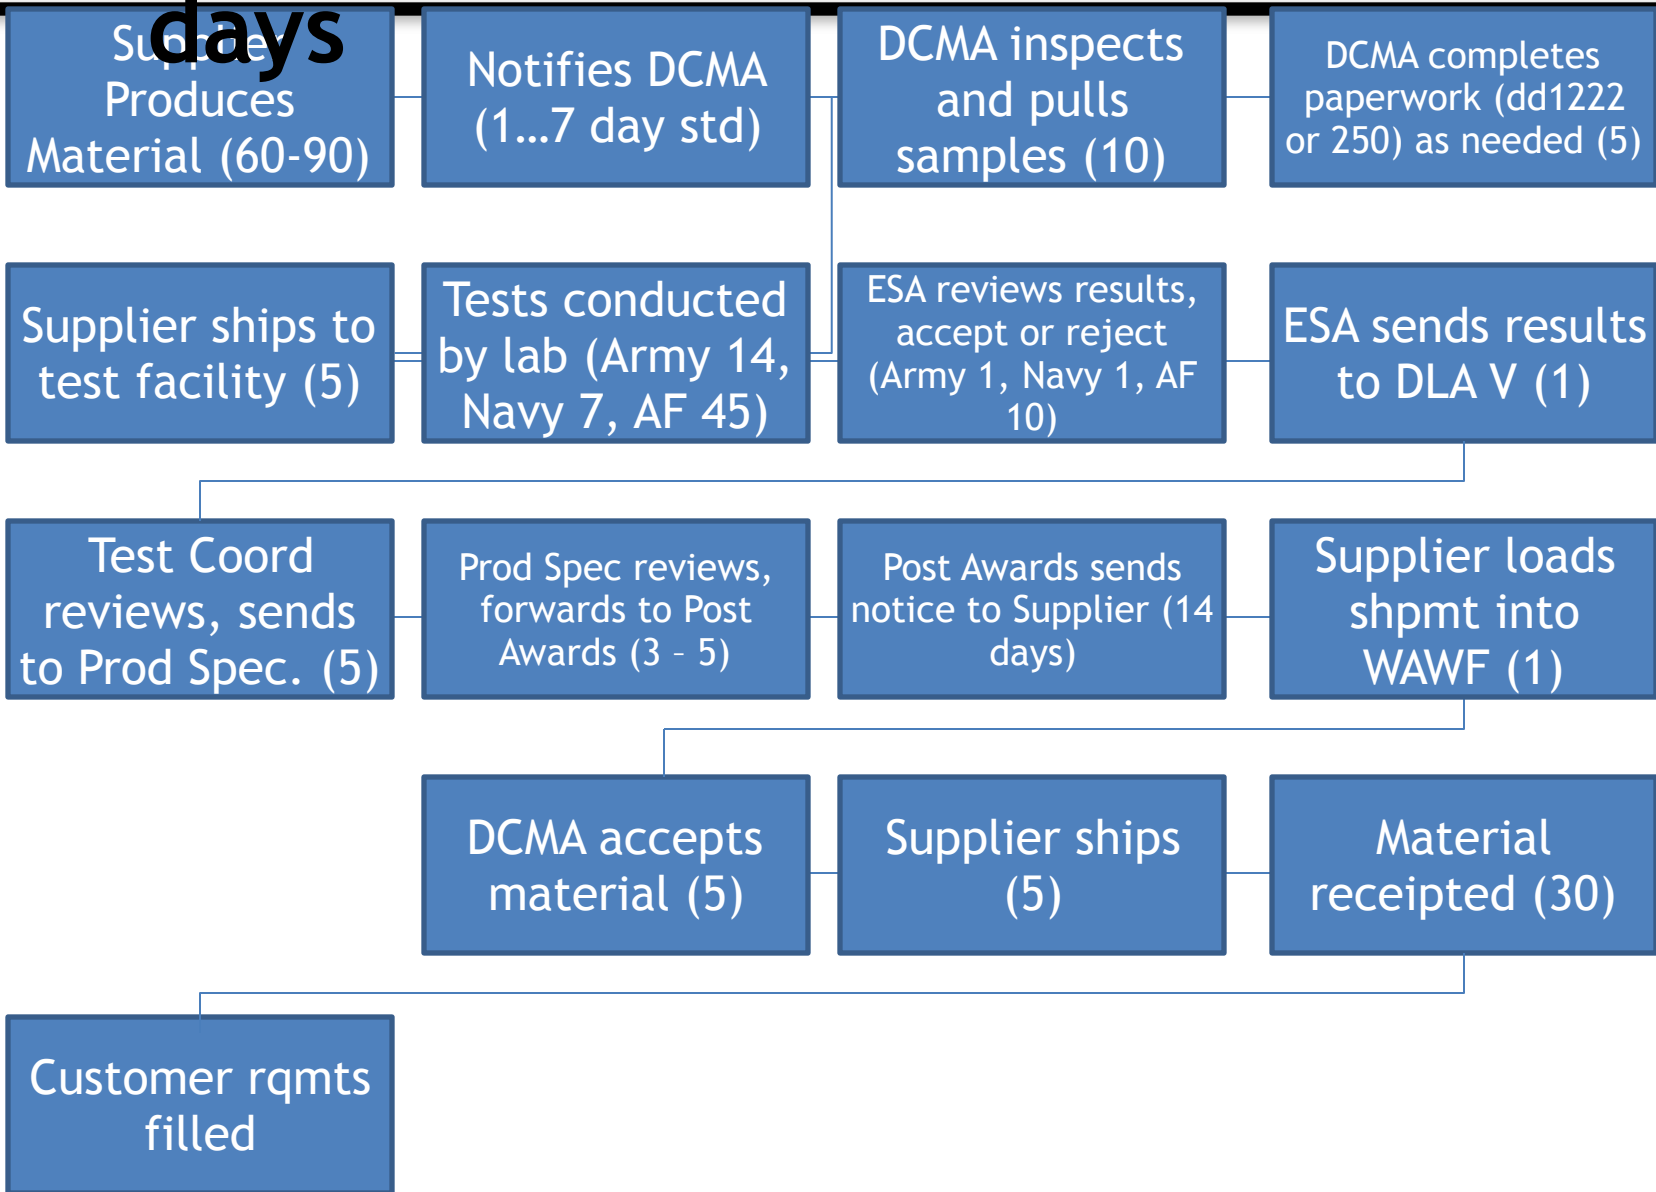 days
Supplier
Produces
Material (60-90)
Notifies DCMA
(1...7 day std)
DCMA inspects
and pulls
samples (10)
DCMA completes
paperwork (dd1222
or 250) as needed (5)
Supplier ships to
test facility (5)
Tests conducted
by lab (Army 14,
Navy 7, AF 45)
ESA reviews results,
accept or reject
(Army 1, Navy 1, AF
10)
ESA sends results
to DLA V (1)
Test Coord
reviews, sends
to Prod Spec. (5)
Prod Spec reviews,
forwards to Post
Awards (3 – 5)
Post Awards sends
notice to Supplier (14
days)
Supplier loads
shpmt into
WAWF (1)
DCMA accepts
material (5)
Supplier ships
(5)
Material
receipted (30)
Customer rqmts
filled